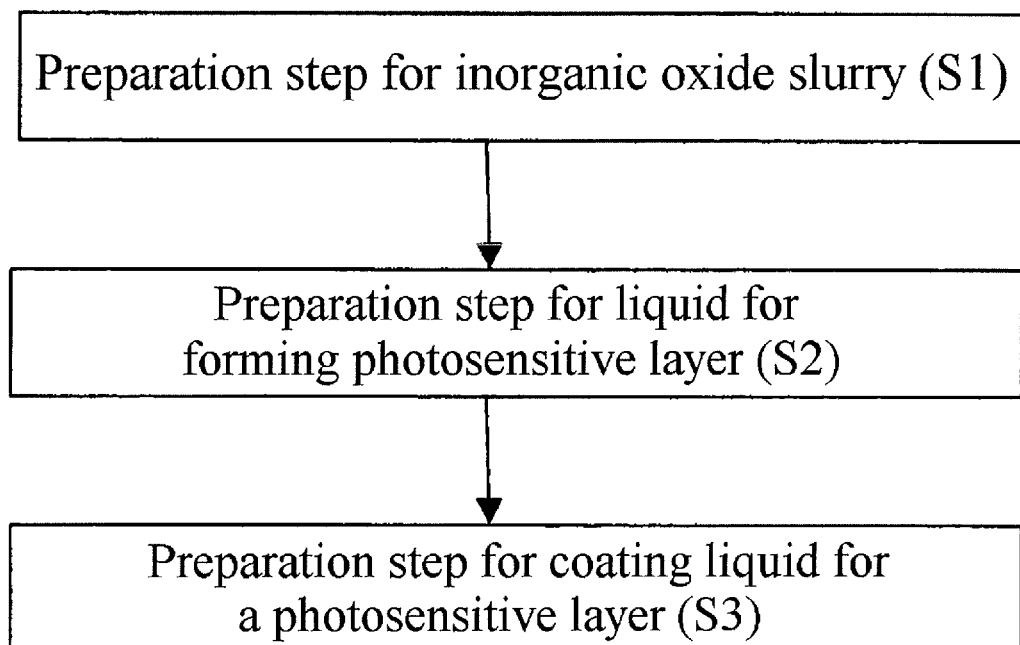 Preparation step for inorganic oxide slurry (S1)
Preparation step for liquid for
forming photosensitive layer (S2)
Preparation step for coating liquid for
a photosensitive layer (S3)